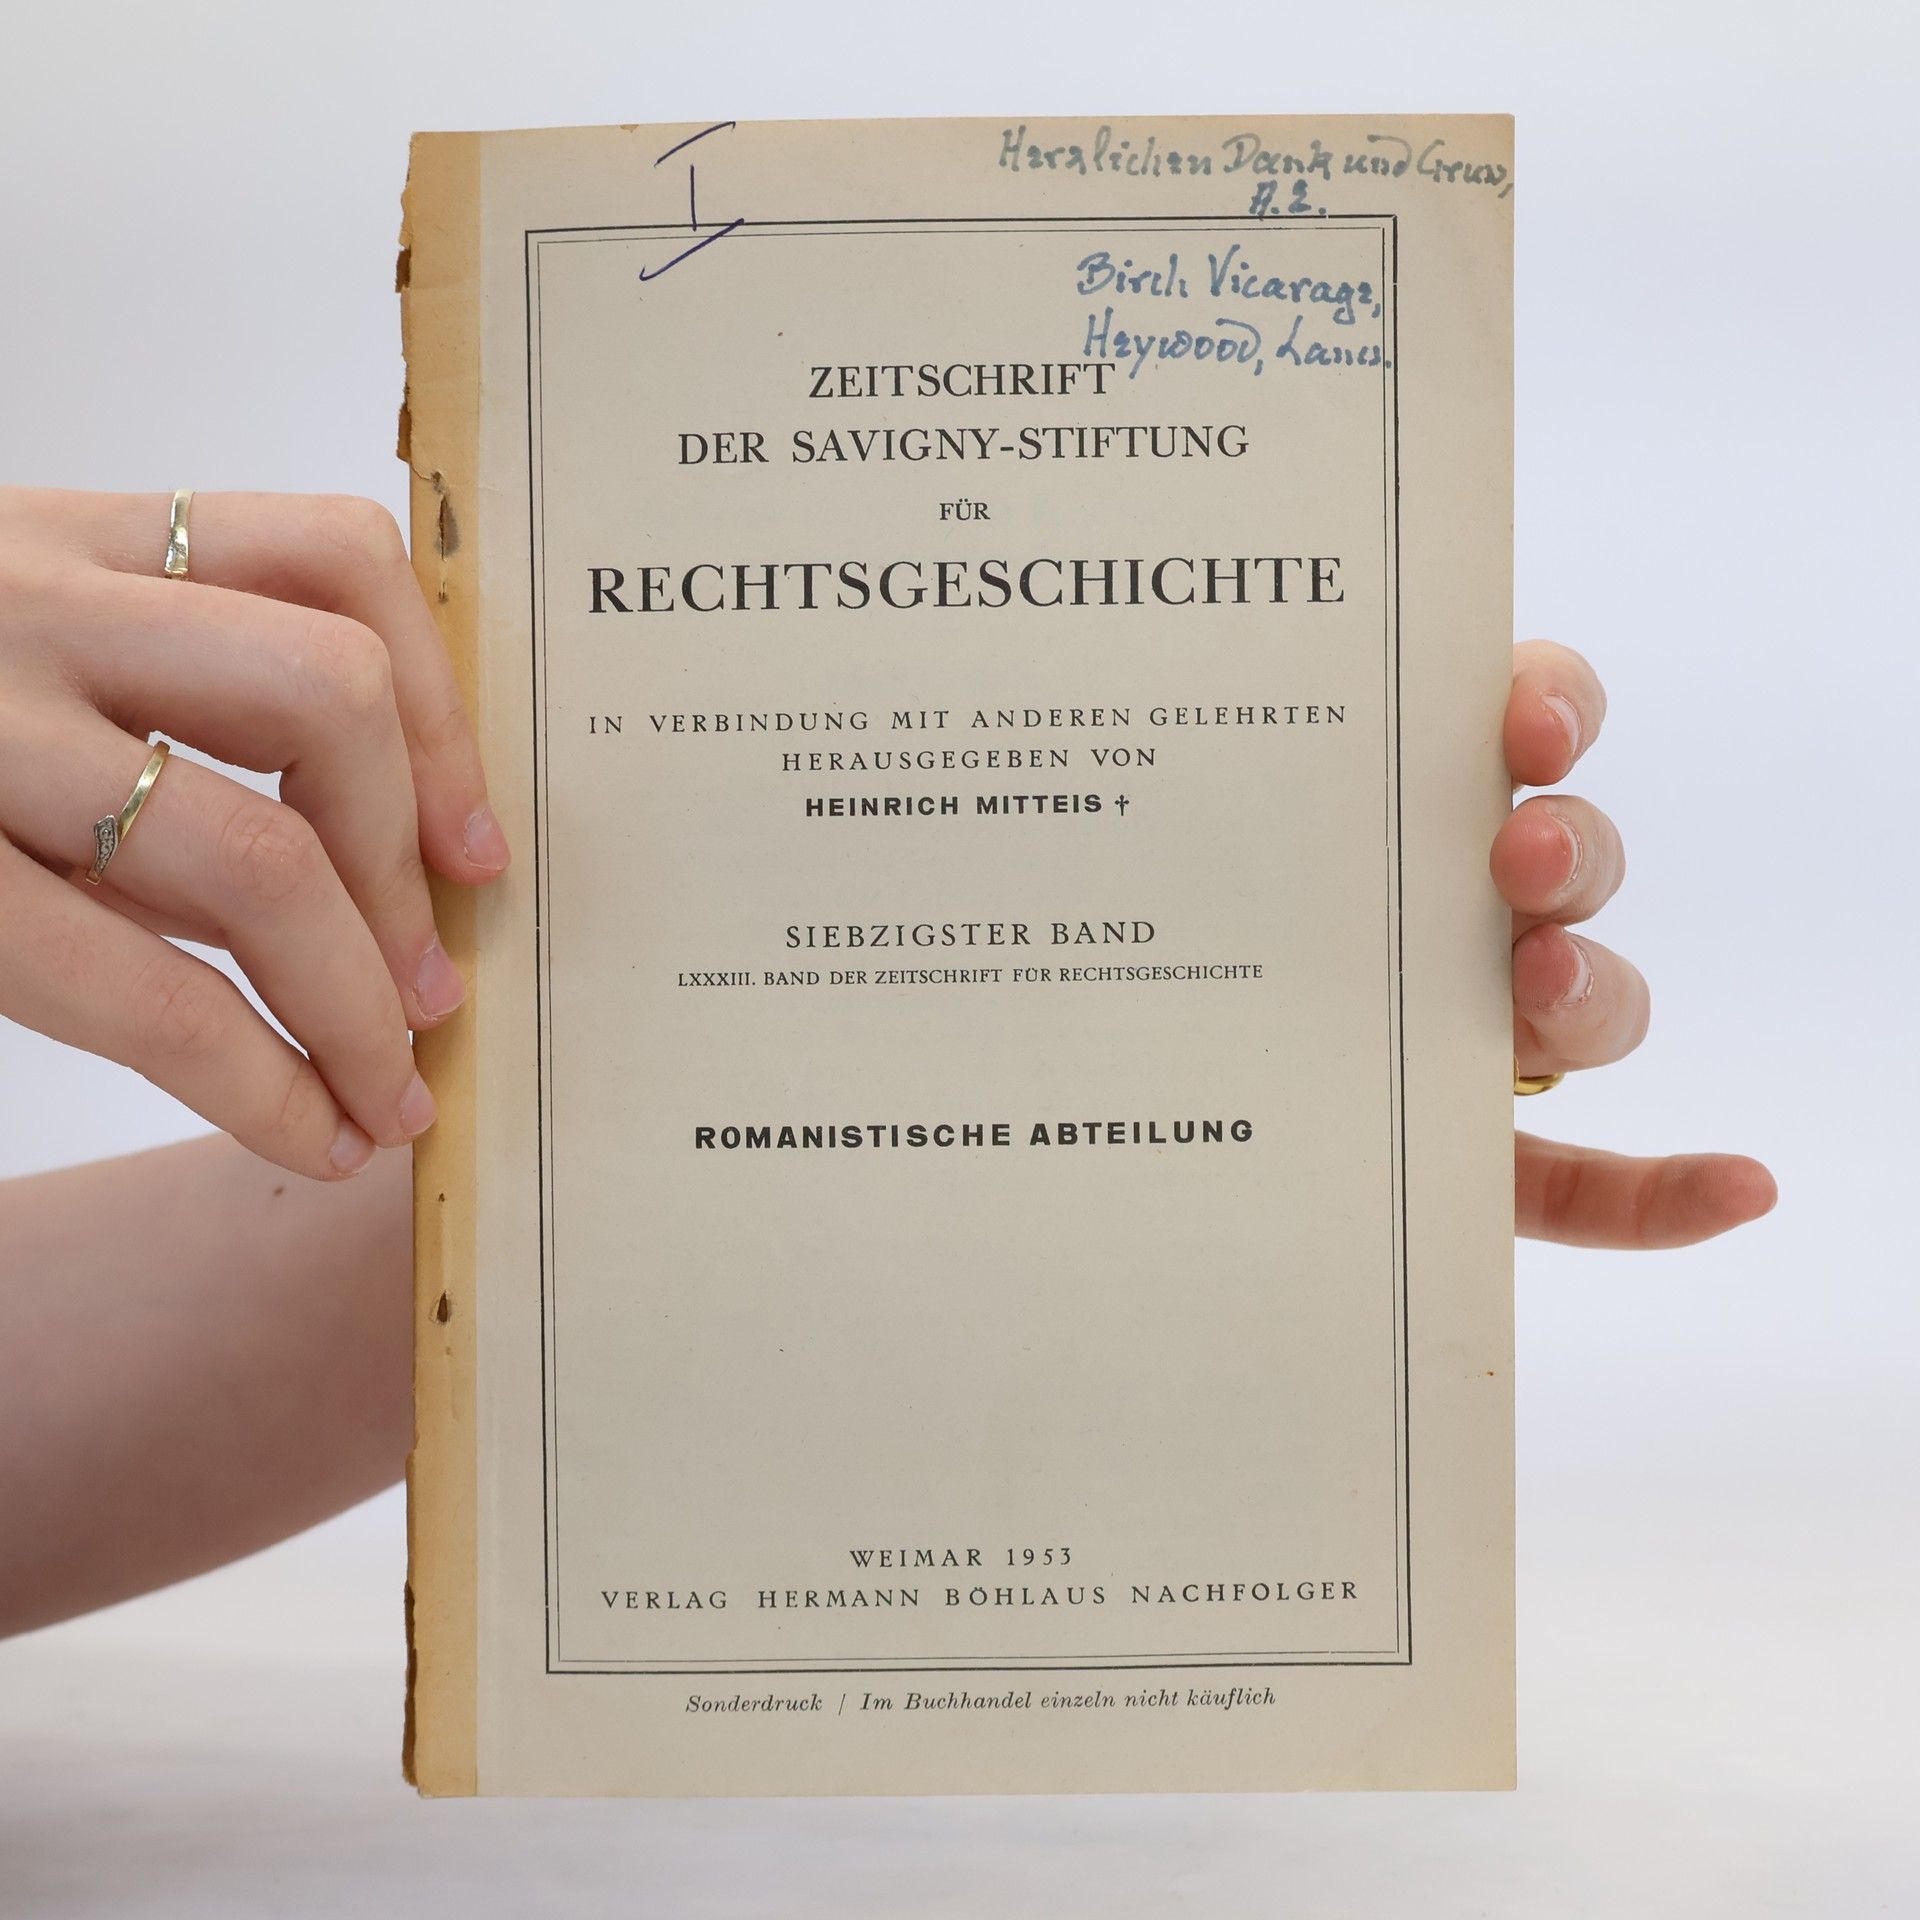 I
Herzlichen Dank und Gruss,
A. E.
Birch Vicarage,
Heywood, Lancs.
ZEITSCHRIFT
DER SAVIGNY-STIFTUNG
FÜR
RECHTSGESCHICHTE
IN VERBINDUNG MIT ANDEREN GELEHRTEN
HERAUSGEGEBEN VON
HEINRICH MITTEIS †
SIEBZIGSTER BAND
LXXXIII. BAND DER ZEITSCHRIFT FÜR RECHTSGESCHICHTE
ROMANISTISCHE ABTEILUNG
WEIMAR 1953
VERLAG HERMANN BÖHLAUS NACHFOLGER
Sonderdruck / Im Buchhandel einzeln nicht käuflich